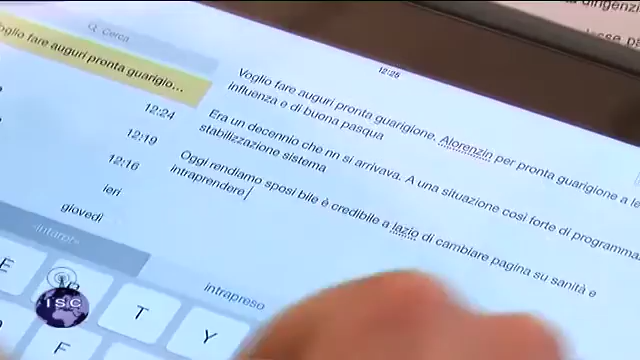 dirigenzi
Cerca
oglio fare auguri pronta guarigio...
12:25
Voglio fare auguri pronta guarigione. Alorenzin per pronta guarigione a le
influenza e di buona pasqua
12:24
Era un decennio che nn si arrivava. A una situazione così forte di programma
stabilizzazione sistema
12:19
Oggi rendiamo sposi bile è credibile a lazio di cambiare pagina su sanità e
intraprendere
12:16
ieri
giovedì
intrapreso
E
T
Y
F
ISC